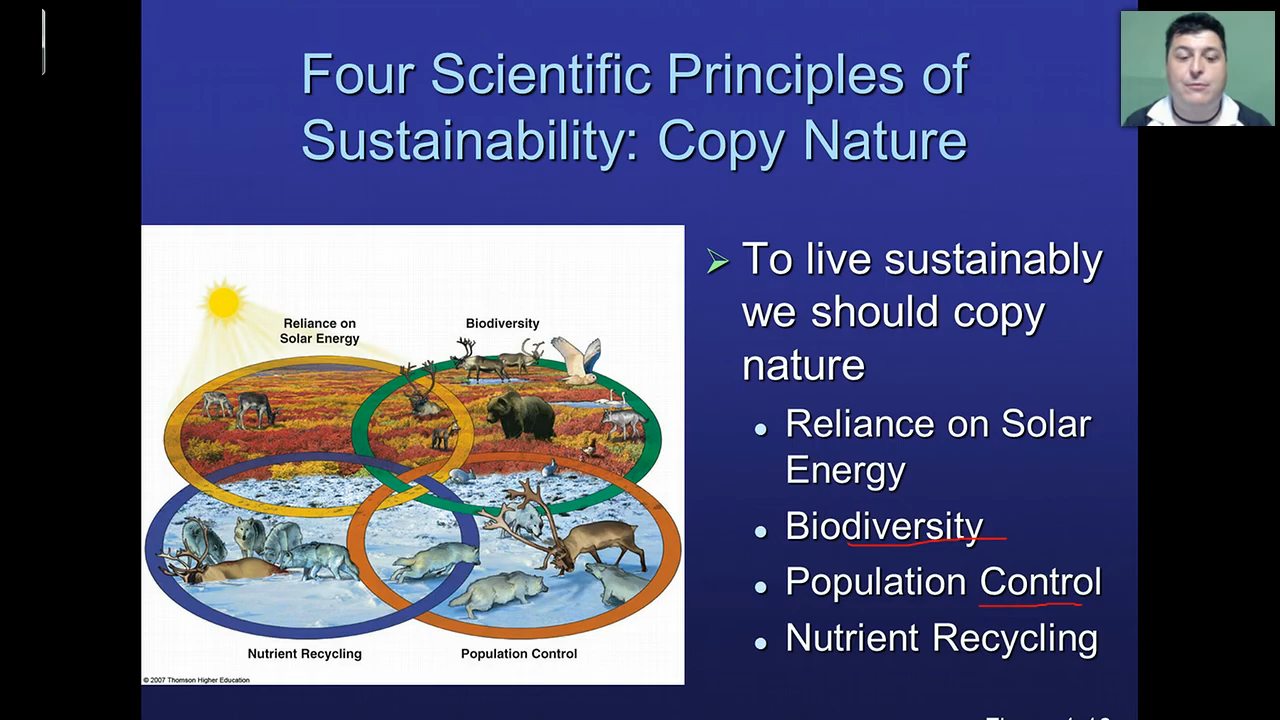 Four Scientific Principles of
Sustainability: Copy Nature
Reliance on
Solar Energy
Biodiversity
Nutrient Recycling
Population Control
© 2007 Thomson Higher Education
To live sustainably
we should copy
nature
Reliance on Solar
Energy
Biodiversity
Population Control
Nutrient Recycling